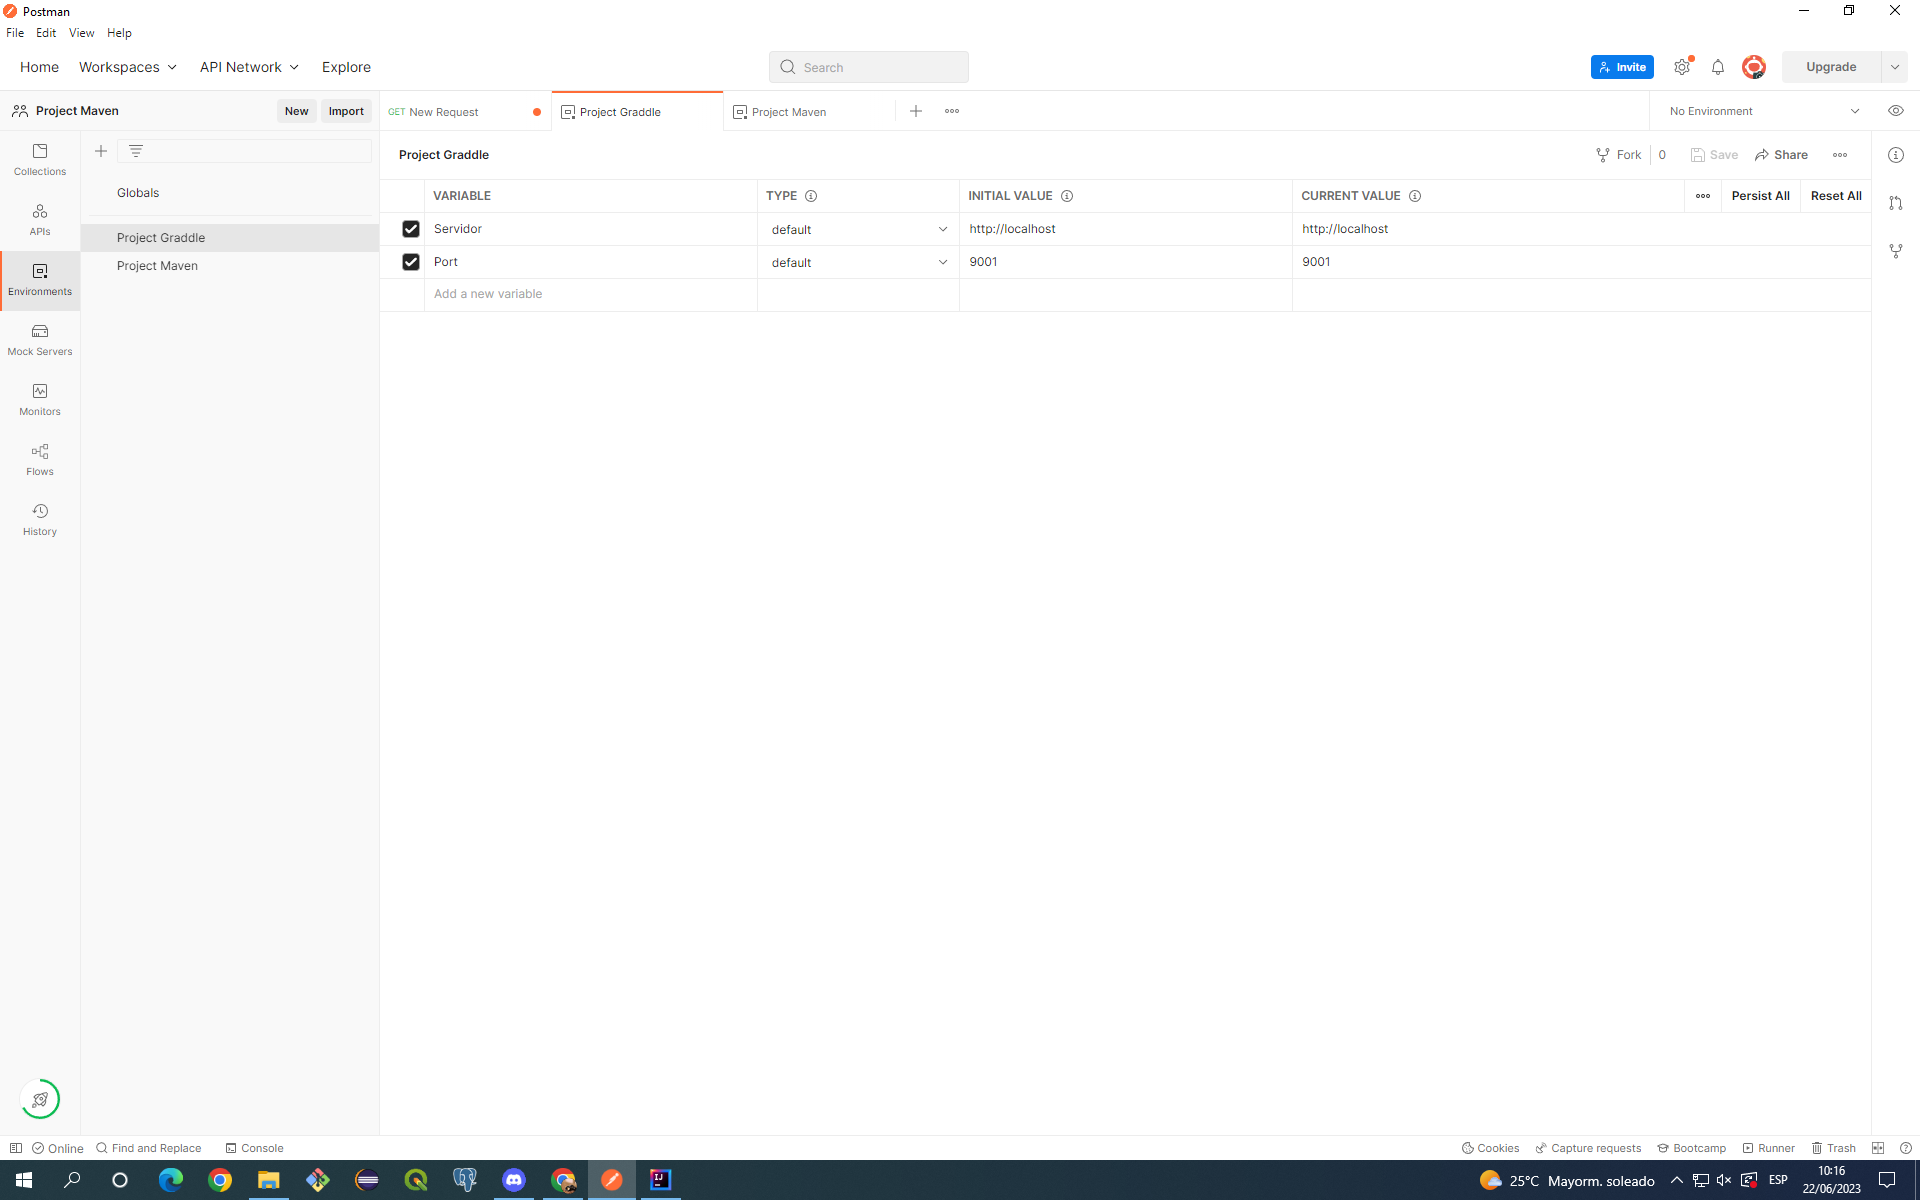 Postman
File Edit View Help
Home Workspaces API Network Explore Search Invite Upgrade
Project Maven New Import GET New Request Project Graddle Project Maven No Environment
Project Graddle Fork 0 Save Share
Collections
Globals
APIs
Project Graddle
Project Maven
Environments
Mock Servers
Monitors
Flows
History
VARIABLE TYPE INITIAL VALUE CURRENT VALUE Persist All Reset All
Servidor default http://localhost http://localhost
Port default 9001 9001
Add a new variable
Online Find and Replace Console Cookies Capture requests Bootcamp Runner Trash
25°C Mayorm. soleado ESP 10:16
22/06/2023